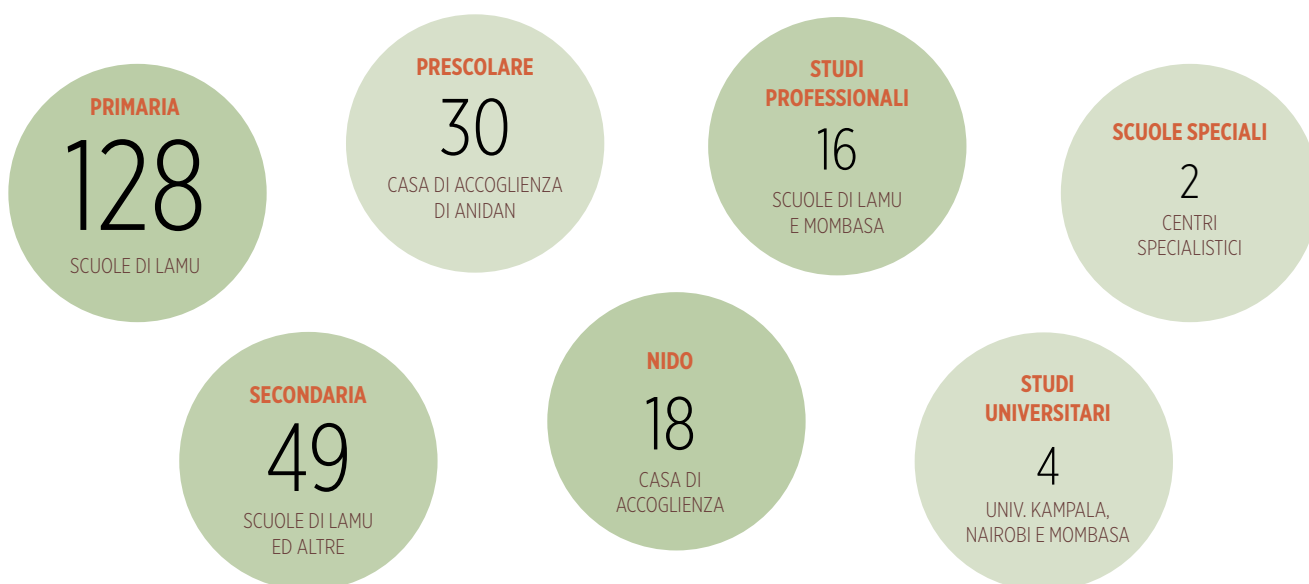 PRIMARIA
128
SCUOLE DI LAMU
PRESCOLARE
30
CASA DI ACCOGLIENZA
DI ANIDAN
STUDI
PROFESSIONALI
16
SCUOLE DI LAMU
E MOMBASA
SCUOLE SPECIALI
2
CENTRI
SPECIALISTICI
SECONDARIA
49
SCUOLE DI LAMU
ED ALTRE
NIDO
18
CASA DI
ACCOGLIENZA
STUDI
UNIVERSITARI
4
UNIV. KAMPALA,
NAIROBI E MOMBASA